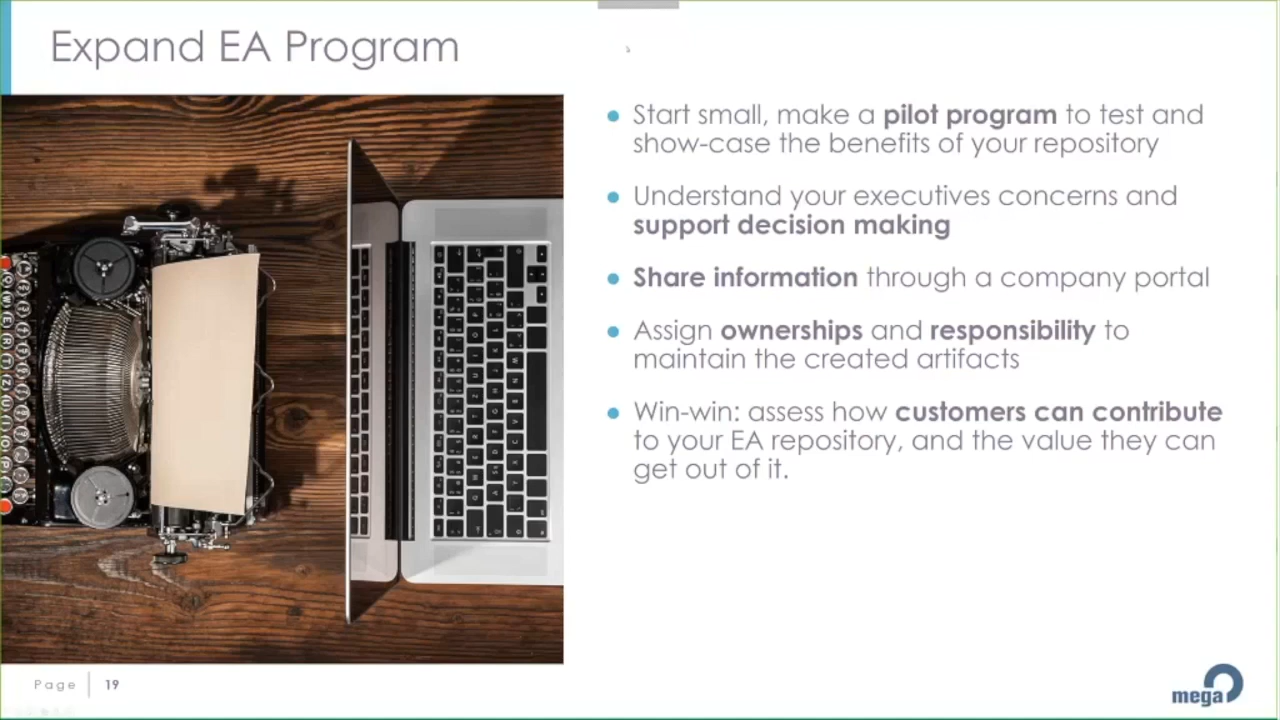 Expand EA Program
Start small, make a pilot program to test and
show-case the benefits of your repository
Understand your executives concerns and
support decision making
Share information through a company portal
Assign ownerships and responsibility to
maintain the created artifacts
Win-win: assess how customers can contribute
to your EA repository, and the value they can
get out of it.
Page 19
mega